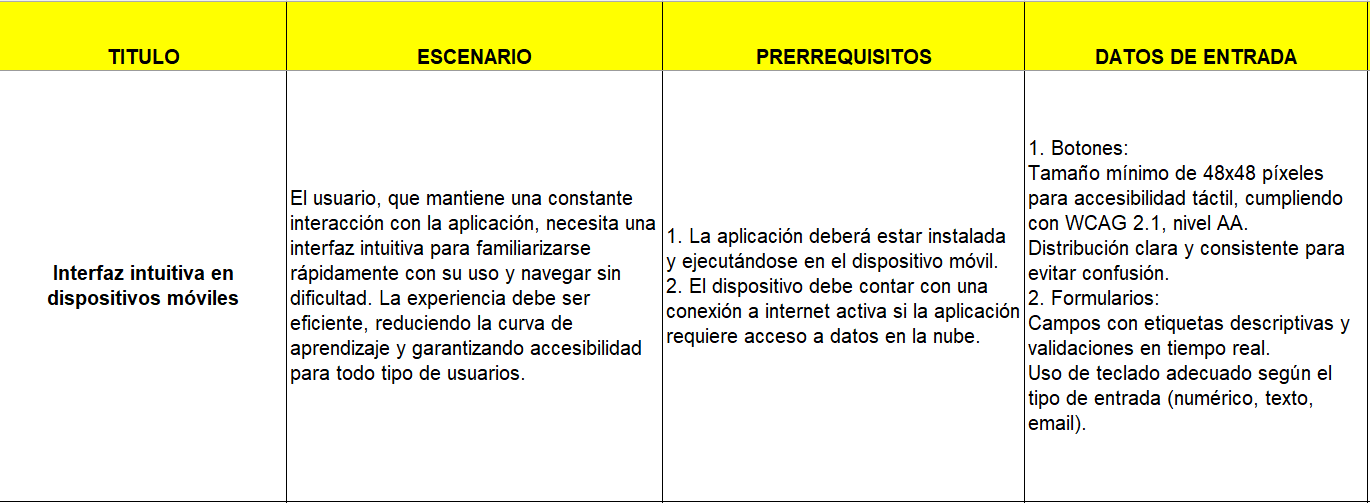 TITULO
ESCENARIO
PRERREQUISITOS
DATOS DE ENTRADA
Interfaz intuitiva en
dispositivos móviles
El usuario, que mantiene una constante
interacción con la aplicación, necesita una
interfaz intuitiva para familiarizarse
rápidamente con su uso y navegar sin
dificultad. La experiencia debe ser
eficiente, reduciendo la curva de
aprendizaje y garantizando accesibilidad
para todo tipo de usuarios.
1. La aplicación deberá estar instalada
y ejecutándose en el dispositivo móvil.
2. El dispositivo debe contar con una
conexión a internet activa si la aplicación
requiere acceso a datos en la nube.
1. Botones:
Tamaño mínimo de 48x48 píxeles
para accesibilidad táctil, cumpliendo
con WCAG 2.1, nivel AA.
Distribución clara y consistente para
evitar confusión.
2. Formularios:
Campos con etiquetas descriptivas y
validaciones en tiempo real.
Uso de teclado adecuado según el
tipo de entrada (numérico, texto,
email).